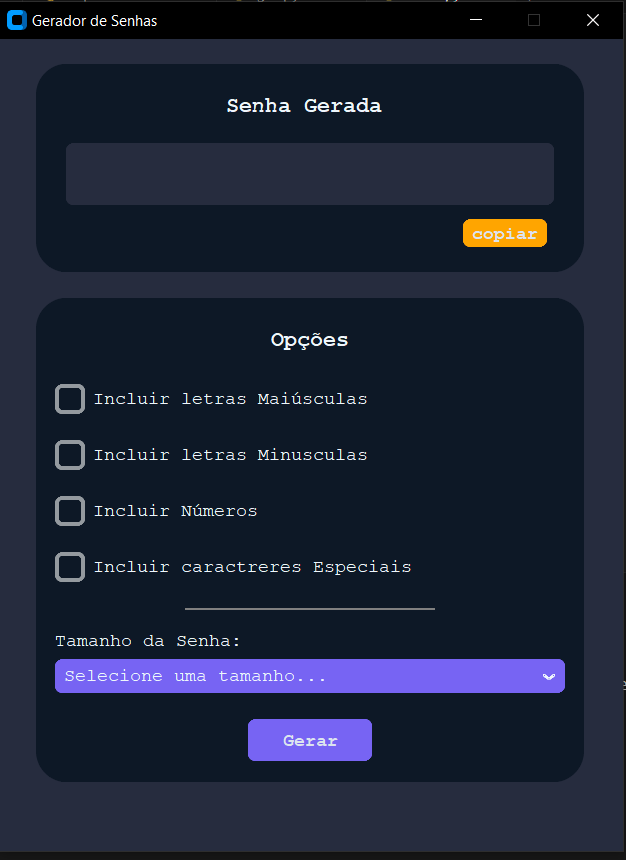 Gerador de Senhas
Senha Gerada
copiar
Opções
Incluir letras Maiúsculas
Incluir letras Minusculas
Incluir Números
Incluir caractreres Especiais
Tamanho da Senha:
Selecione uma tamanho...
Gerar